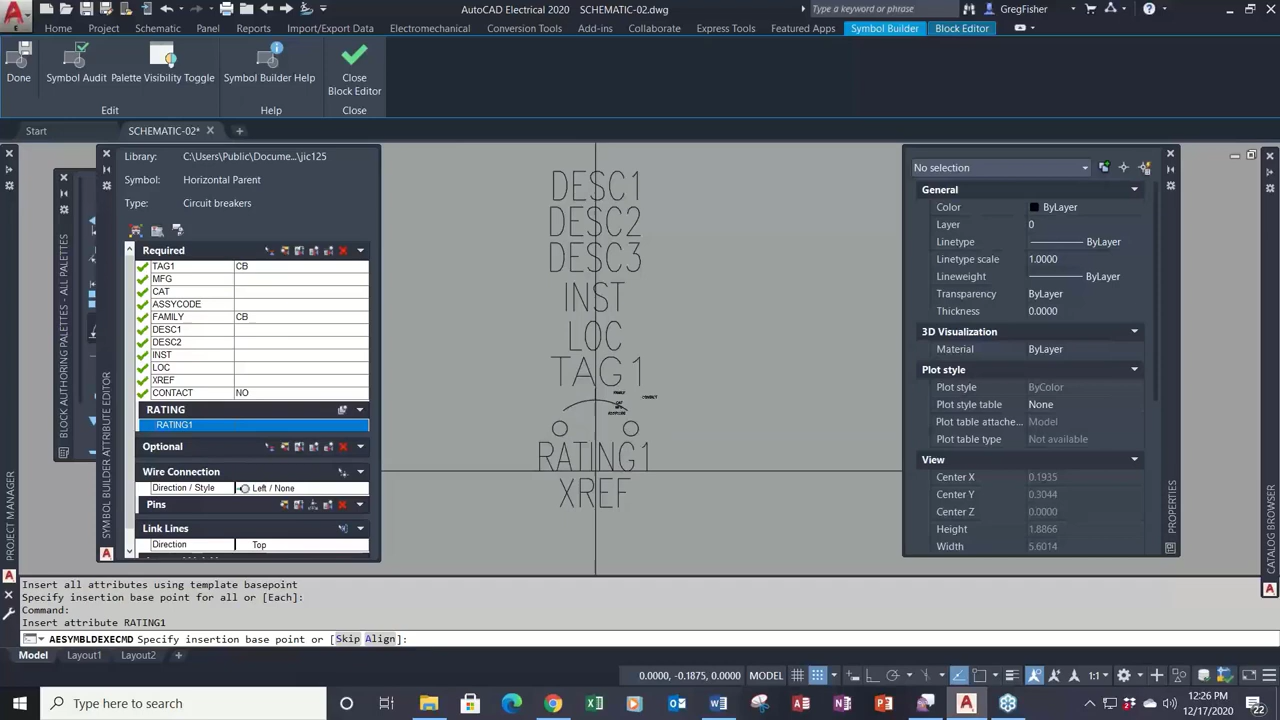 AutoCAD Electrical 2020 SCHEMATIC-02.dwg
Type a keyword or phrase
GregFisher
Home Project Schematic Panel Reports Import/Export Data Electromechanical Conversion Tools Add-ins Collaborate Express Tools Featured Apps Symbol Builder Block Editor
Done
Symbol Audit
Palette Visibility Toggle
Symbol Builder Help
Close
Block Editor
Edit Help Close
Start SCHEMATIC-02*
Library: C:\Users\Public\Docume...\jic125
Symbol: Horizontal Parent
Type: Circuit breakers
Required
TAG1 CB
MFG
CAT
ASSYCODE
FAMILY CB
DESC1
DESC2
INST
LOC
XREF
CONTACT NO
RATING
RATING1
Optional
Wire Connection
Direction / Style Left / None
Pins
Link Lines
Direction Top
PROJECT MANAGER
BLOCK AUTHORING PALETTES - ALL PALETTES
SYMBOL BUILDER ATTRIBUTE EDITOR
DESC1
DESC2
DESC3
INST
LOC
TAG1
FAMILY
CONTACT
CAT
ASSYCODE
RATING1
XREF
No selection
General
Color ByLayer
Layer 0
Linetype ByLayer
Linetype scale 1.0000
Lineweight ByLayer
Transparency ByLayer
Thickness 0.0000
3D Visualization
Material ByLayer
Plot style
Plot style ByColor
Plot style table None
Plot table attache... Model
Plot table type Not available
View
Center X 0.1935
Center Y 0.3044
Center Z 0.0000
Height 1.8866
Width 5.6014
PROPERTIES
CATALOG BROWSER
Insert all attributes using template basepoint
Specify insertion base point for all or [Each]:
Command:
Insert attribute RATING1
AESYMBLDEXECMD Specify insertion base point or [Skip Align]:
Model Layout1 Layout2
0.0000, -0.1875, 0.0000 MODEL 1:1
Type here to search
12:26 PM
12/17/2020
22